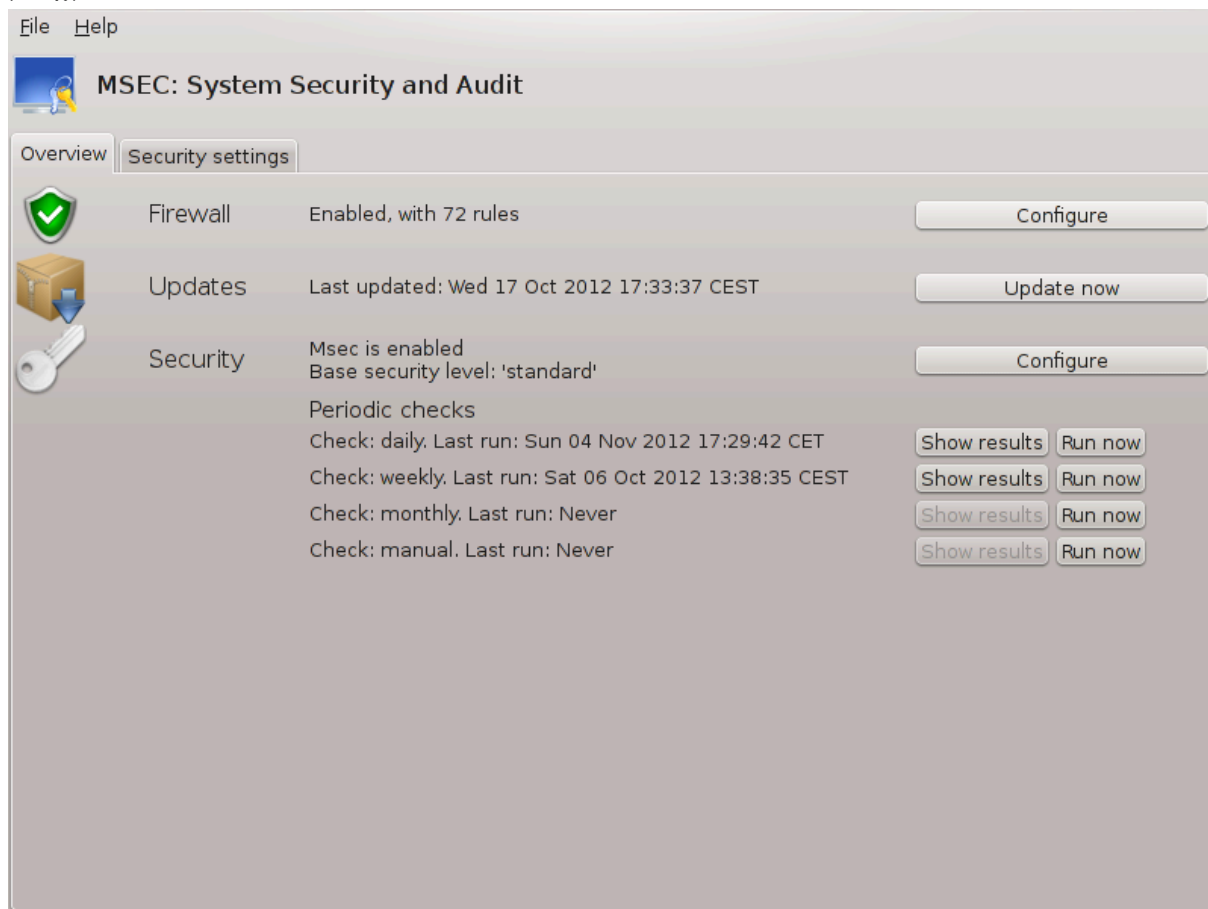 File Help
MSEC: System Security and Audit
Overview Security settings
Firewall Enabled, with 72 rules Configure
Updates Last updated: Wed 17 Oct 2012 17:33:37 CEST Update now
Security Msec is enabled
Base security level: 'standard' Configure
Periodic checks
Check: daily. Last run: Sun 04 Nov 2012 17:29:42 CET Show results Run now
Check: weekly. Last run: Sat 06 Oct 2012 13:38:35 CEST Show results Run now
Check: monthly. Last run: Never Show results Run now
Check: manual. Last run: Never Show results Run now